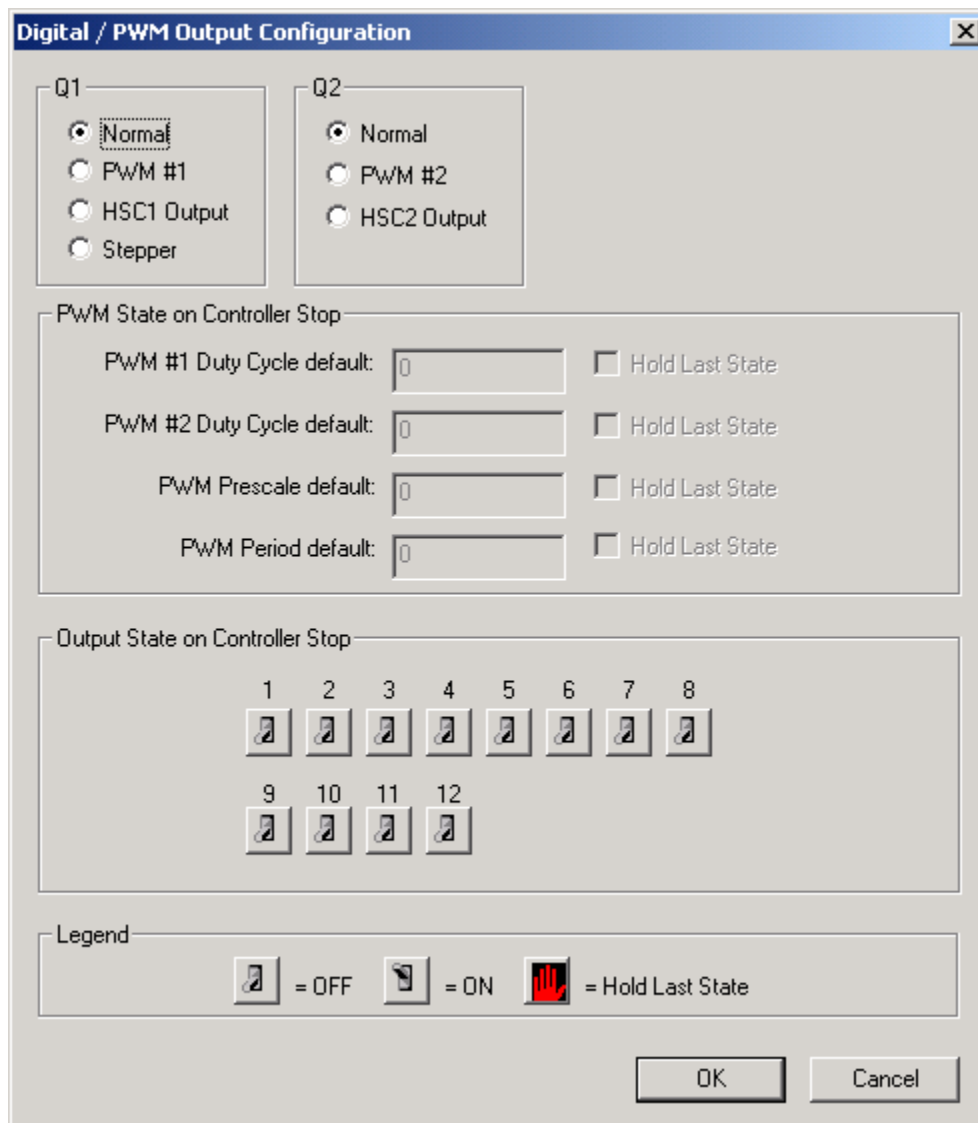 Digital / PWM Output Configuration
Q1
Normal
PWM #1
HSC1 Output
Stepper
Q2
Normal
PWM #2
HSC2 Output
PWM State on Controller Stop
PWM #1 Duty Cycle default: 0 Hold Last State
PWM #2 Duty Cycle default: 0 Hold Last State
PWM Prescale default: 0 Hold Last State
PWM Period default: 0 Hold Last State
Output State on Controller Stop
1 2 3 4 5 6 7 8
9 10 11 12
Legend
= OFF = ON = Hold Last State
OK Cancel